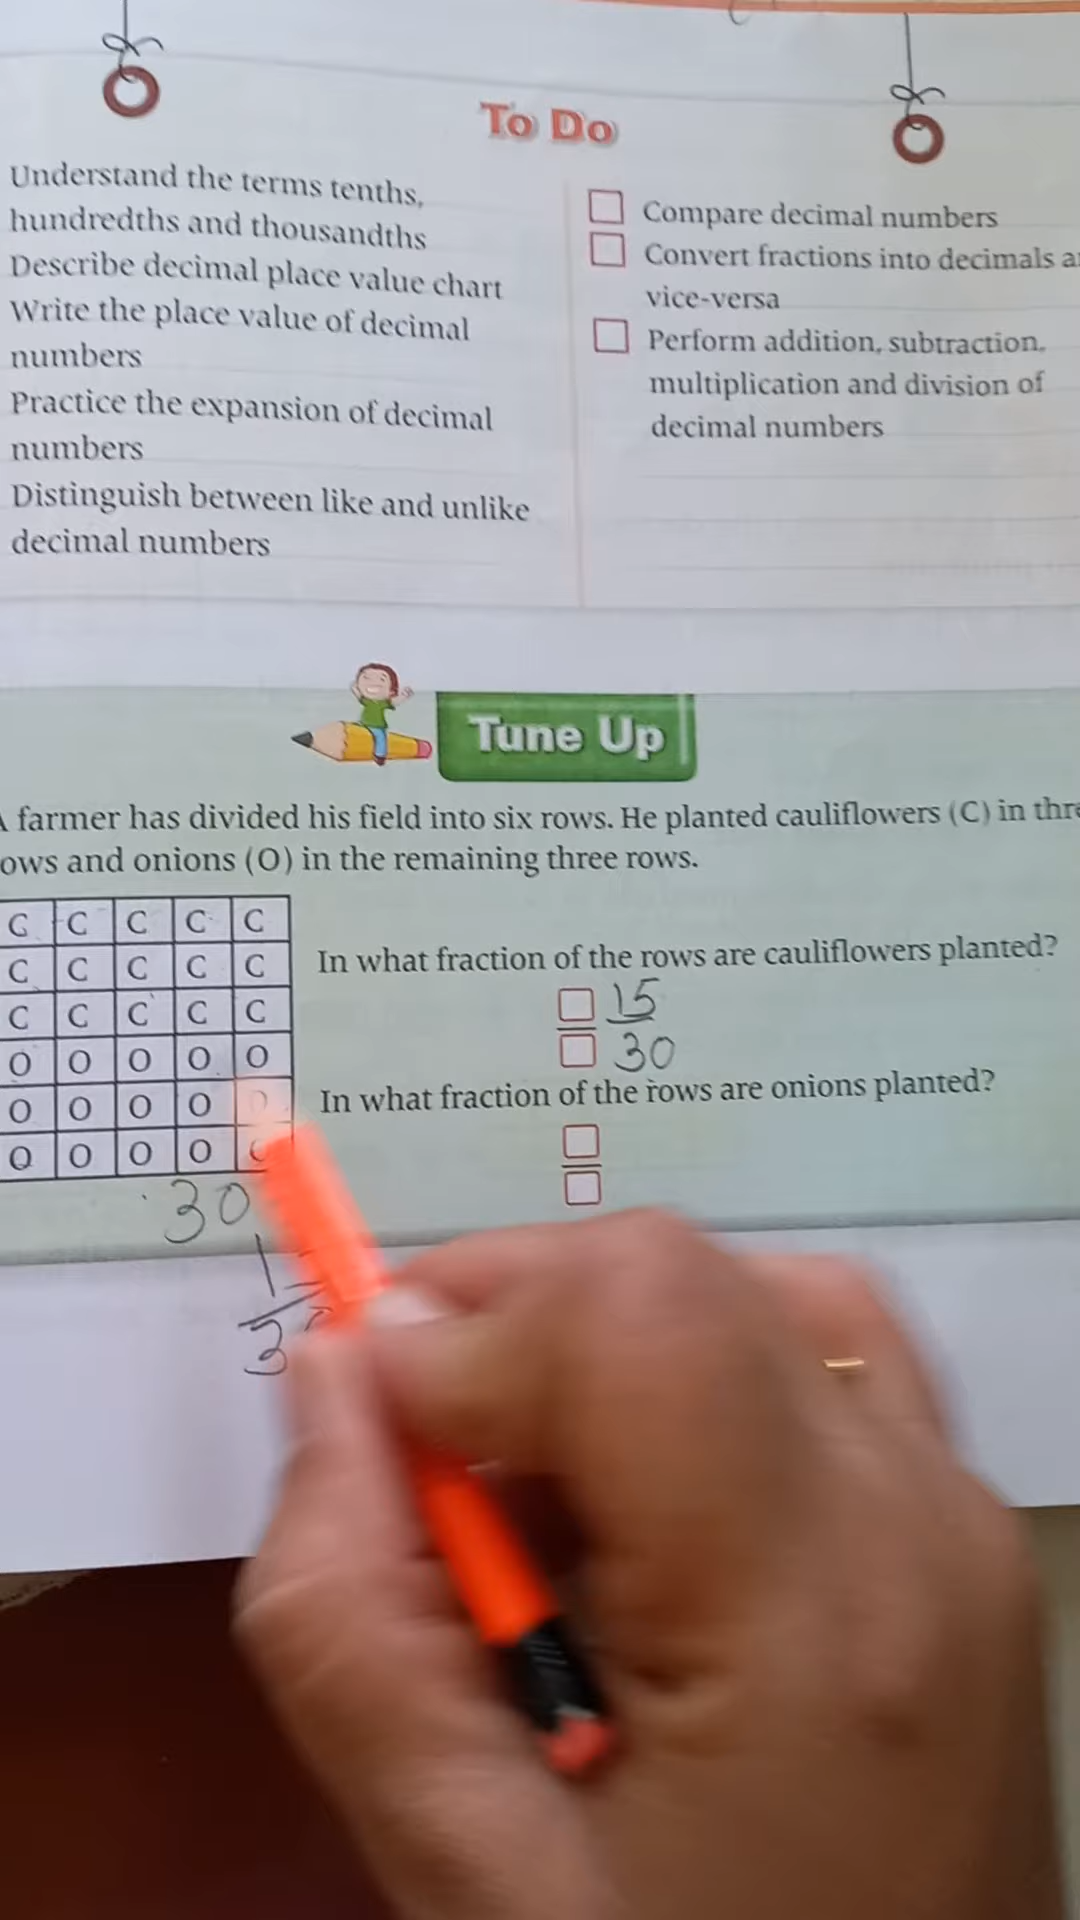 To Do
Understand the terms tenths,
hundredths and thousandths
Describe decimal place value chart
Write the place value of decimal
numbers
Practice the expansion of decimal
numbers
Distinguish between like and unlike
decimal numbers
Compare decimal numbers
Convert fractions into decimals
vice-versa
Perform addition, subtraction,
multiplication and division of
decimal numbers
Tune Up
farmer has divided his field into six rows. He planted cauliflowers (C) in
and onions (O) in the remaining three rows.
C C C C C
C C C C C
C C C C C
O O O O O
O O O O
O O O O
30
In what fraction of the rows are cauliflowers planted?
15
30
In what fraction of the rows are onions planted?